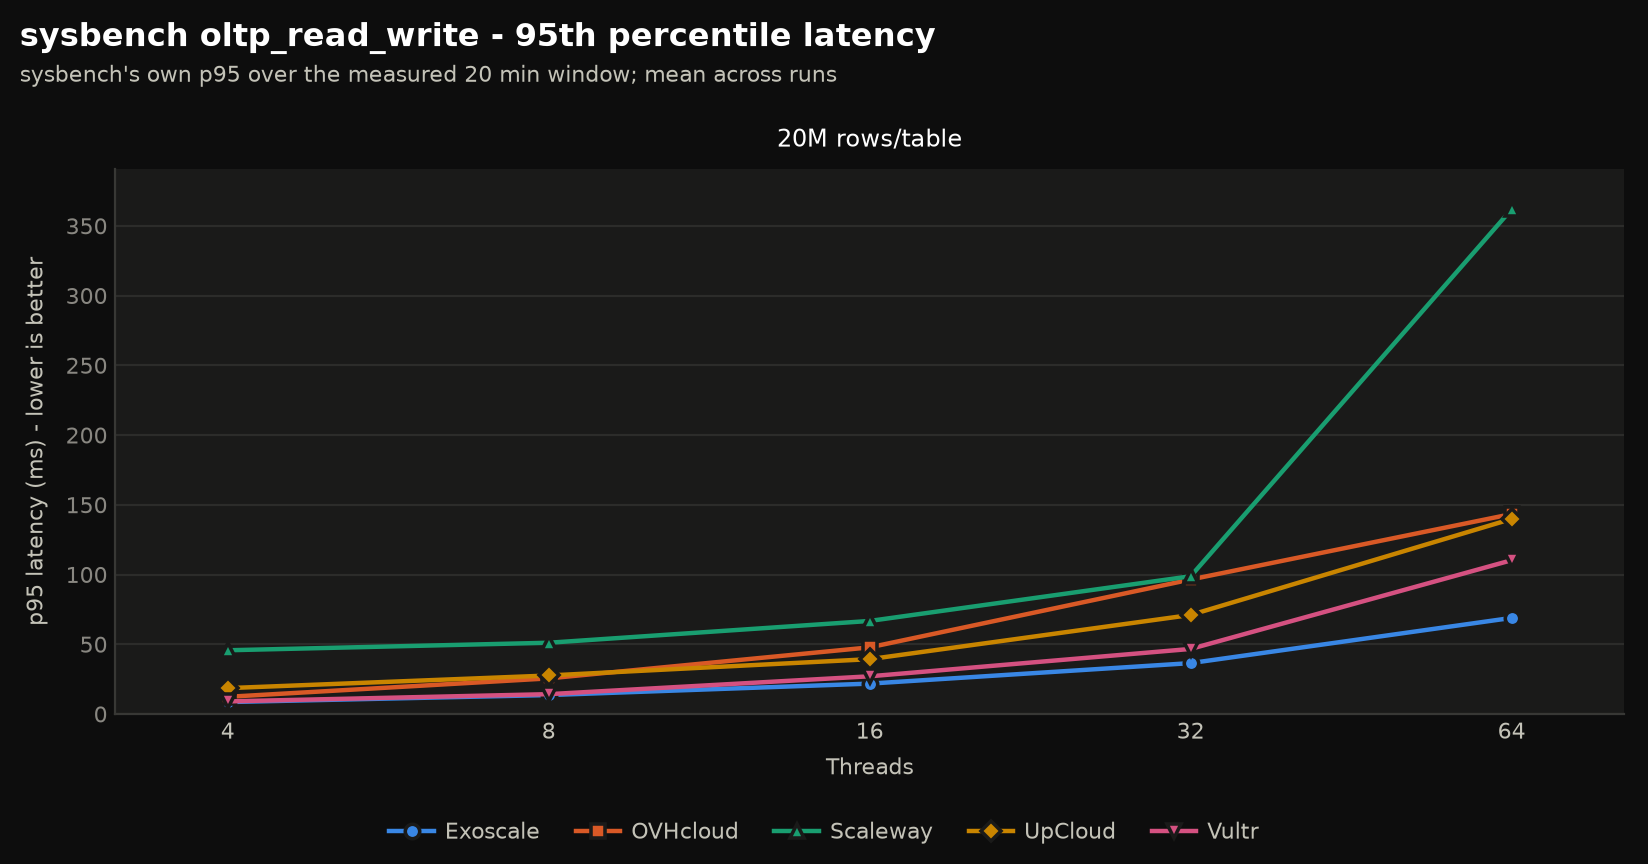 sysbench oltp_read_write - 95th percentile latency
sysbench's own p95 over the measured 20 min window; mean across runs
20M rows/table
p95 latency (ms) - lower is better
350
300
250
200
150
100
50
0
4 8 16 32 64
Threads
Exoscale OVHcloud Scaleway UpCloud Vultr